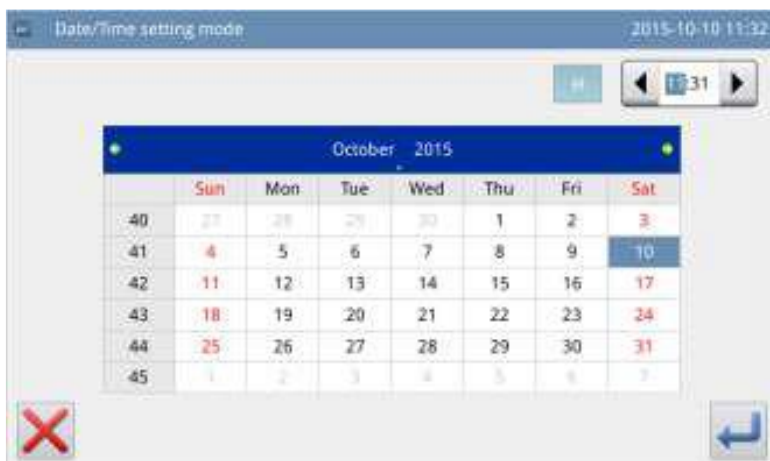 Date/Time setting mode 2015-10-10 11:32
H 11:31
October 2015
Sun Mon Tue Wed Thu Fri Sat
40 27 28 29 30 1 2 3
41 4 5 6 7 8 9 10
42 11 12 13 14 15 16 17
43 18 19 20 21 22 23 24
44 25 26 27 28 29 30 31
45 1 2 3 4 5 6 7